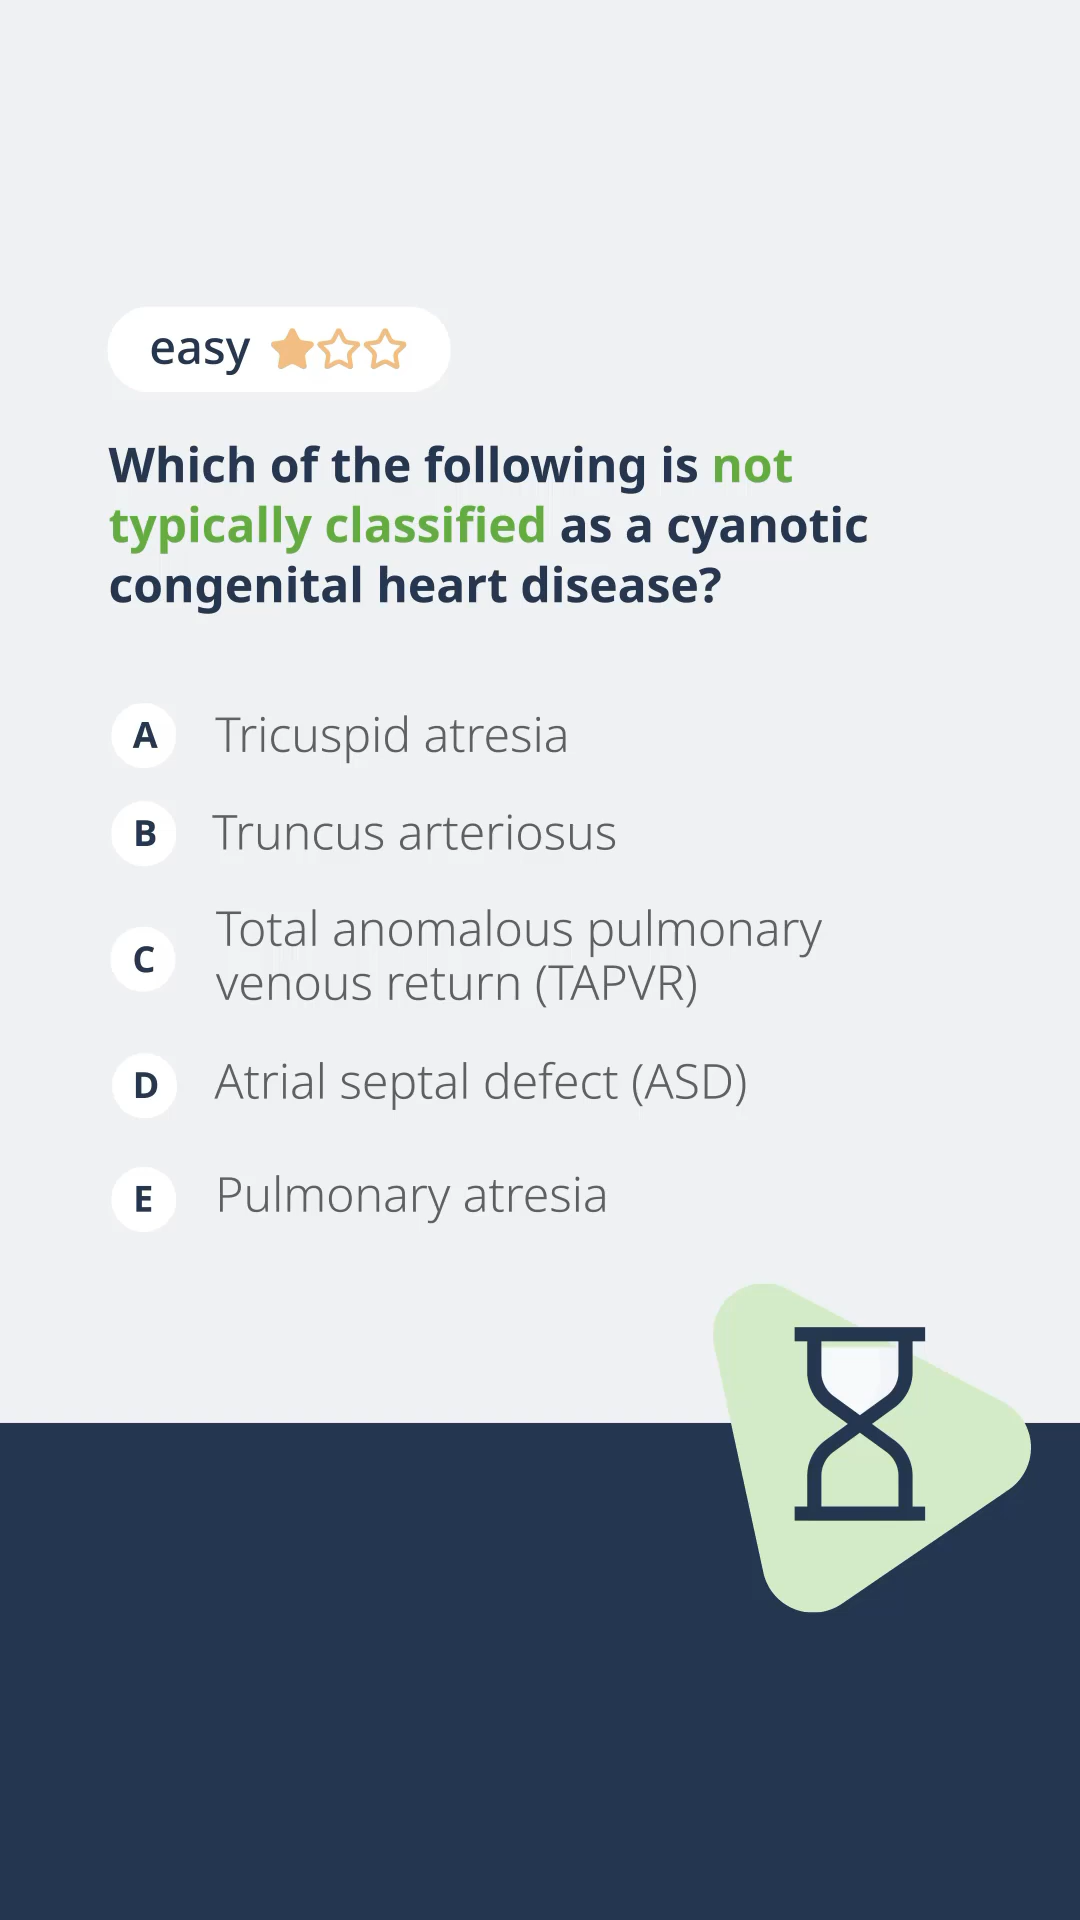 easy
Which of the following is not
typically classified as a cyanotic
congenital heart disease?
A Tricuspid atresia
B Truncus arteriosus
C Total anomalous pulmonary
venous return (TAPVR)
D Atrial septal defect (ASD)
E Pulmonary atresia